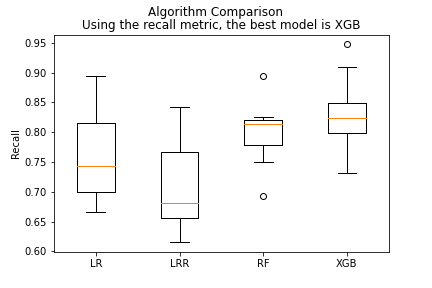 Algorithm Comparison
Using the recall metric, the best model is XGB
0.95
0.90
0.85
0.80
0.75
0.70
0.65
0.60
Recall
LR LRR RF XGB